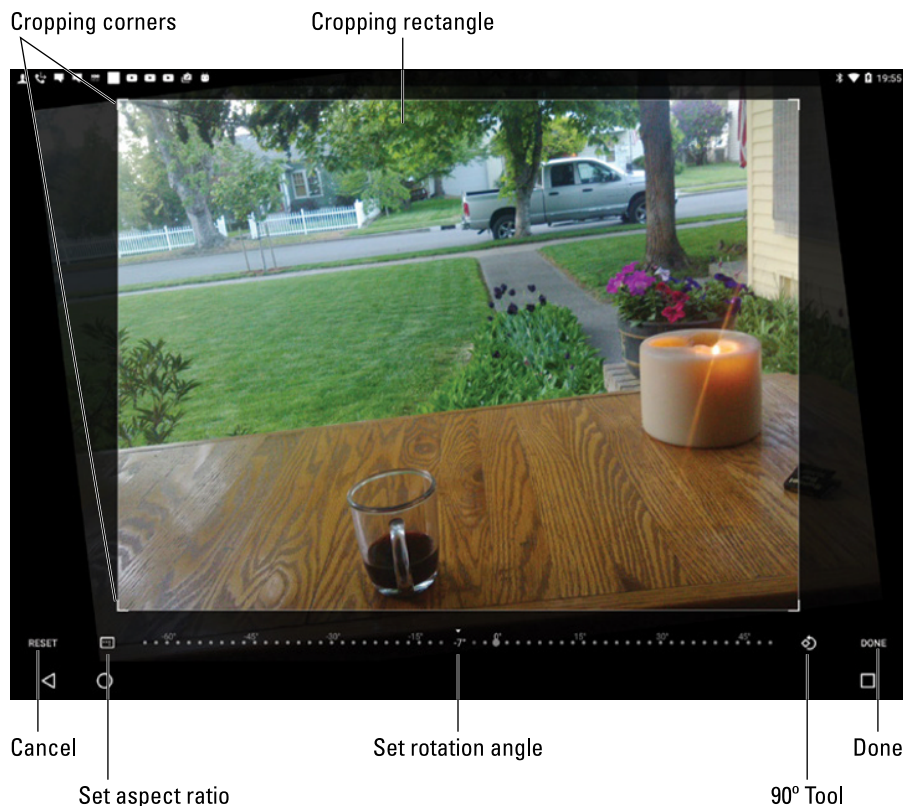 Cropping corners
Cropping rectangle
19:55
-60° -45° -30° -15° -7° 0° 15° 30° 45°
RESET
DONE
Cancel
Set rotation angle
Done
Set aspect ratio
90° Tool